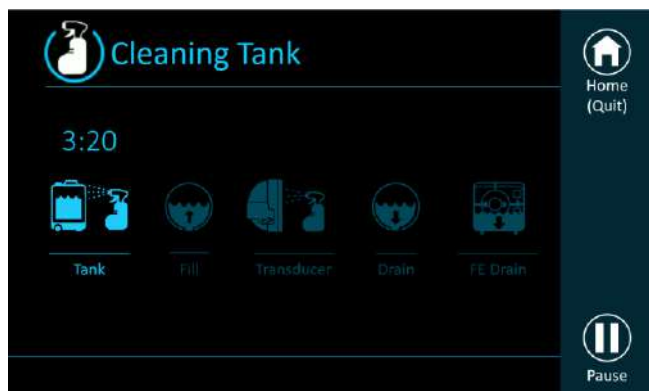 Cleaning Tank
Home
(Quit)
3:20
Tank
Fill
Transducer
Drain
FE Drain
Pause